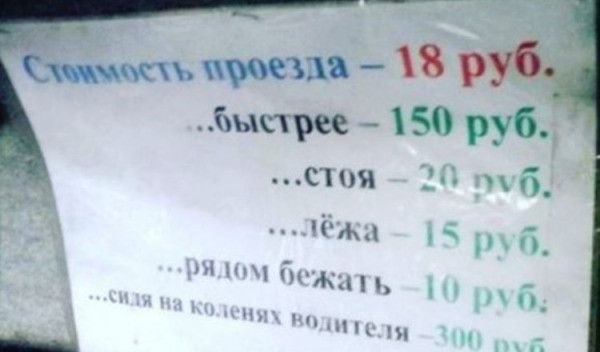 Стоимость проезда – 18 руб.
...быстрее – 150 руб.
...стоя – 20 руб.
...лёжа – 15 руб.
...рядом бежать –10 руб.
...сидя на коленях водителя –300 руб